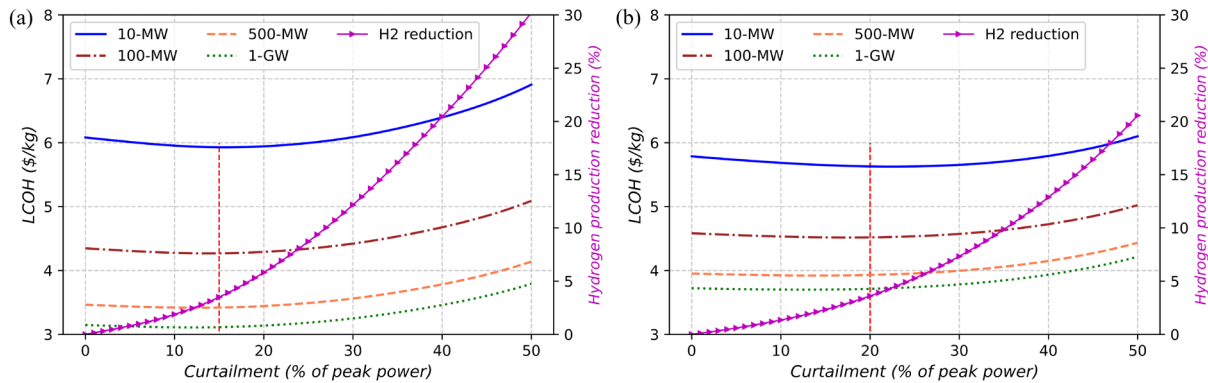 (a)
10-MW
100-MW
500-MW
1-GW
H2 reduction
LCOH ($/kg)
8
7
6
5
4
3
30
25
20
15
10
5
0
Hydrogen production reduction (%)
0 10 20 30 40 50
Curtailment (% of peak power)
(b)
10-MW
100-MW
500-MW
1-GW
H2 reduction
LCOH ($/kg)
8
7
6
5
4
3
30
25
20
15
10
5
0
Hydrogen production reduction (%)
0 10 20 30 40 50
Curtailment (% of peak power)